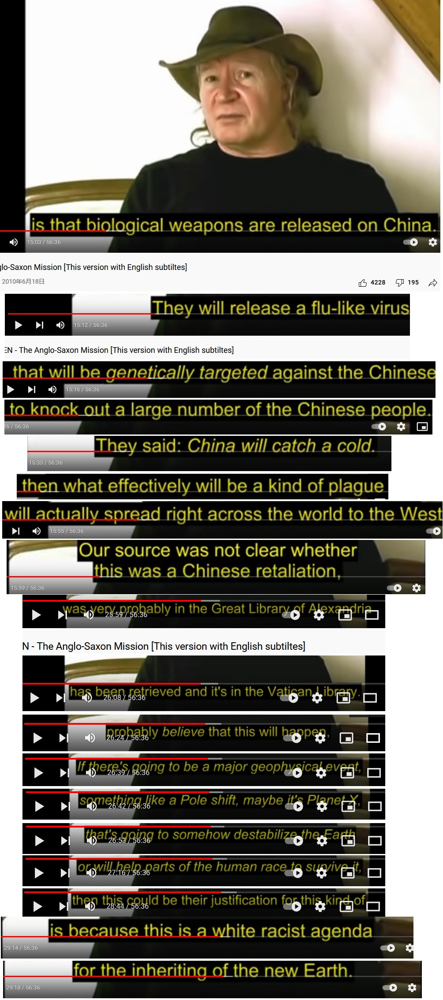 is that biological weapons are released on China.
15:03 / 56:36
glo-Saxon Mission [This version with English subtiltes]
2010年6月18日
4228
195
They will release a flu-like virus
15:12 / 56:36
EN - The Anglo-Saxon Mission [This version with English subtiltes]
that will be genetically targeted against the Chinese
15:16 / 56:36
to knock out a large number of the Chinese people.
26 / 56:36
They said: China will catch a cold.
15:33 / 56:36
then what effectively will be a kind of plague
will actually spread right across the world to the West
15:55 / 56:36
Our source was not clear whether
this was a Chinese retaliation,
15:59 / 56:36
was very probably in the Great Library of Alexandria
25:59 / 56:36
N - The Anglo-Saxon Mission [This version with English subtiltes]
has been retrieved and it's in the Vatican Library.
26:08 / 56:36
probably believe that this will happen,
26:24 / 56:36
If there's going to be a major geophysical event,
26:39 / 56:36
something like a Pole shift, maybe it's Planet X,
26:42 / 56:36
that's going to somehow destabilize the Earth
26:53 / 56:36
or will help parts of the human race to survive it,
27:16 / 56:36
then this could be their justification for this kind of
28:44 / 56:36
is because this is a white racist agenda
29:14 / 56:36
for the inheriting of the new Earth.
29:18 / 56:36